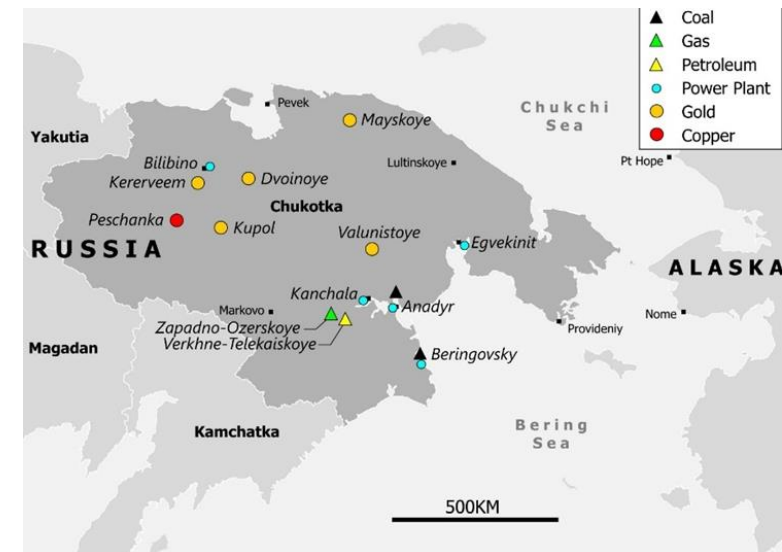 Coal
Gas
Petroleum
Power Plant
Gold
Copper
Chukchi
Sea
Pevek
Mayskoye
Yakutia
Bilibino
Lultinskoye
Pt Hope
Kererveem
Dvoinoye
Chukotka
Peschanka
Kupol
Valunistoye
Egvekinit
RUSSIA
ALASKA
Kanchala
Anadyr
Markovo
Nome
Zapadno-Ozerskoye
Provideniy
Verkhne-Telekaiskoye
Magadan
Beringovsky
Kamchatka
Bering
Sea
500KM